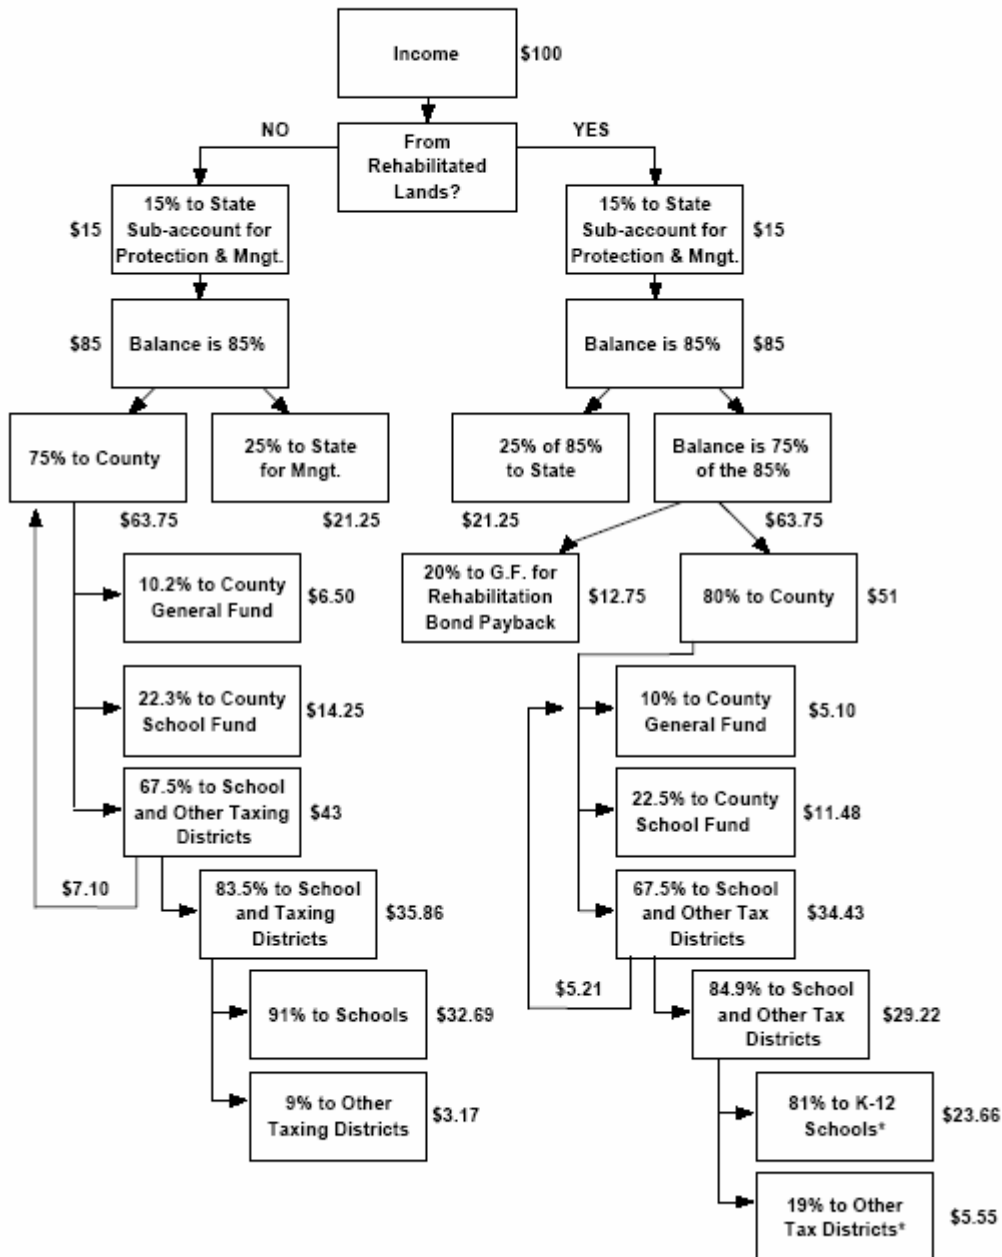 Income
$100
NO
YES
From
Rehabilitated
Lands?
15% to State
Sub-account for
Protection & Mngt.
$15
15% to State
Sub-account for
Protection & Mngt.
$15
$85
Balance is 85%
Balance is 85%
$85
75% to County
25% to State
for Mngt.
25% of 85%
to State
Balance is 75%
of the 85%
$63.75
$21.25
$21.25
$63.75
10.2% to County
General Fund
$6.50
20% to G.F. for
Rehabilitation
Bond Payback
$12.75
80% to County
$51
22.3% to County
School Fund
$14.25
10% to County
General Fund
$5.10
67.5% to School
and Other Taxing
Districts
$43
22.5% to County
School Fund
$11.48
$7.10
83.5% to School
and Taxing
Districts
$35.86
67.5% to School
and Other Tax
Districts
$34.43
91% to Schools
$32.69
$5.21
84.9% to School
and Other Tax
Districts
$29.22
9% to Other
Taxing Districts
$3.17
81% to K-12
Schools*
$23.66
19% to Other
Tax Districts*
$5.55